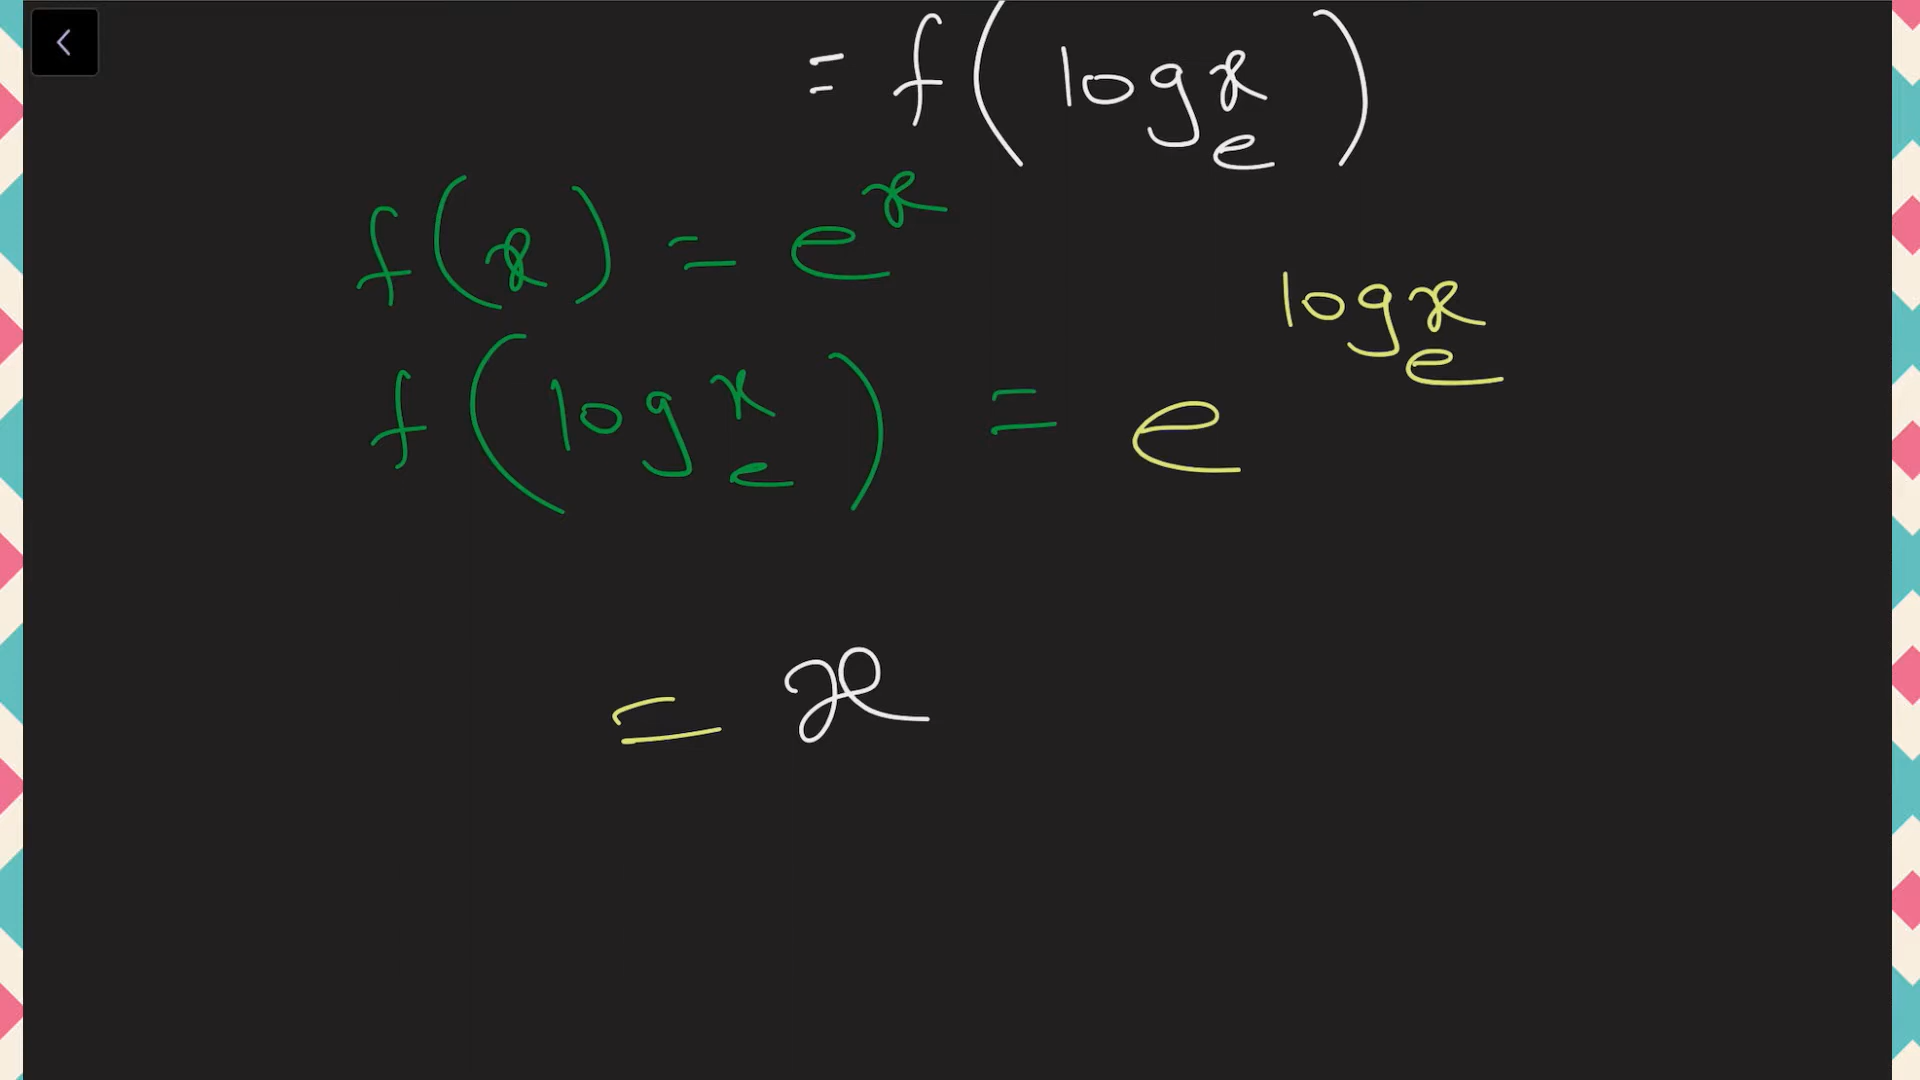 = f(logₑx)
f(x) = eˣ
f(logₑx) = e^logₑx
= x